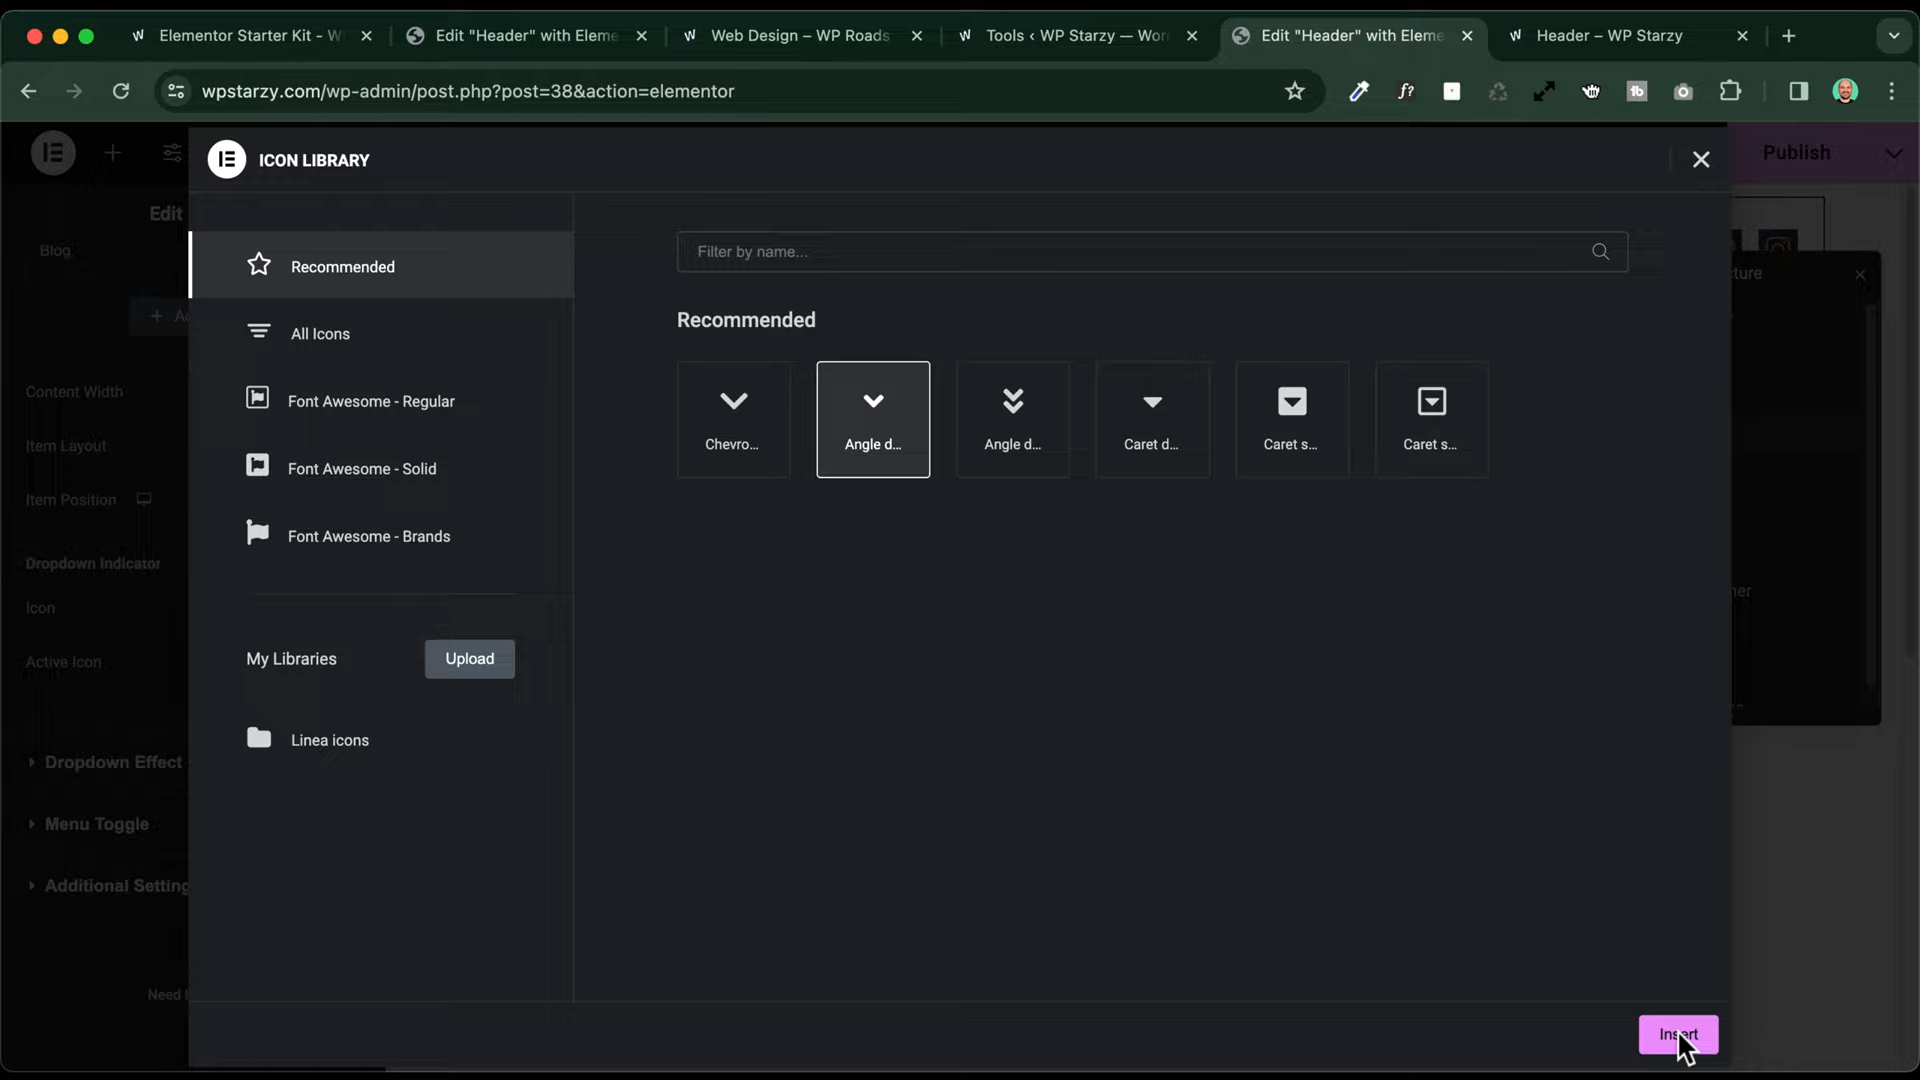 Elementor Starter Kit - W
Edit "Header" with Eleme
Web Design – WP Roads
Tools ‹ WP Starzy — Wor
Edit "Header" with Eleme
Header – WP Starzy
wpstarzy.com/wp-admin/post.php?post=38&action=elementor
ICON LIBRARY
Publish
Edit
Blog
Recommended
Filter by name...
Recommended
All Icons
Font Awesome - Regular
Font Awesome - Solid
Font Awesome - Brands
My Libraries
Upload
Linea icons
Chevro...
Angle d...
Angle d...
Caret d...
Caret s...
Caret s...
Content Width
Item Layout
Item Position
Dropdown Indicator
Icon
Active Icon
Dropdown Effect
Menu Toggle
Additional Setting
Need
Insert